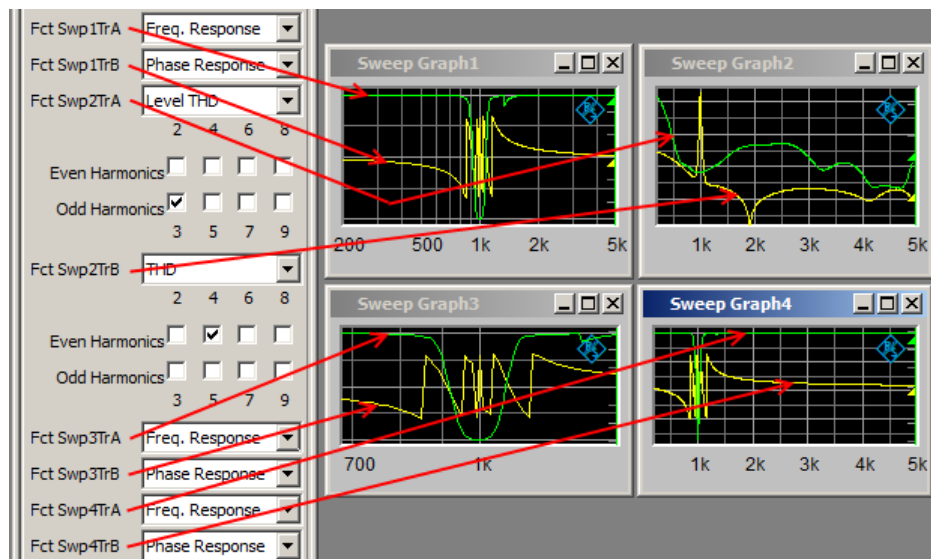 Fct Swp1TrA Freq. Response
Fct Swp1TrB Phase Response
Fct Swp2TrA Level THD
2 4 6 8
Even Harmonics
Odd Harmonics
3 5 7 9
Fct Swp2TrB THD
2 4 6 8
Even Harmonics
Odd Harmonics
3 5 7 9
Fct Swp3TrA Freq. Response
Fct Swp3TrB Phase Response
Fct Swp4TrA Freq. Response
Fct Swp4TrB Phase Response
Sweep Graph1
200 500 1k 2k 5k
Sweep Graph2
1k 2k 3k 4k 5k
Sweep Graph3
700 1k
Sweep Graph4
1k 2k 3k 4k 5k